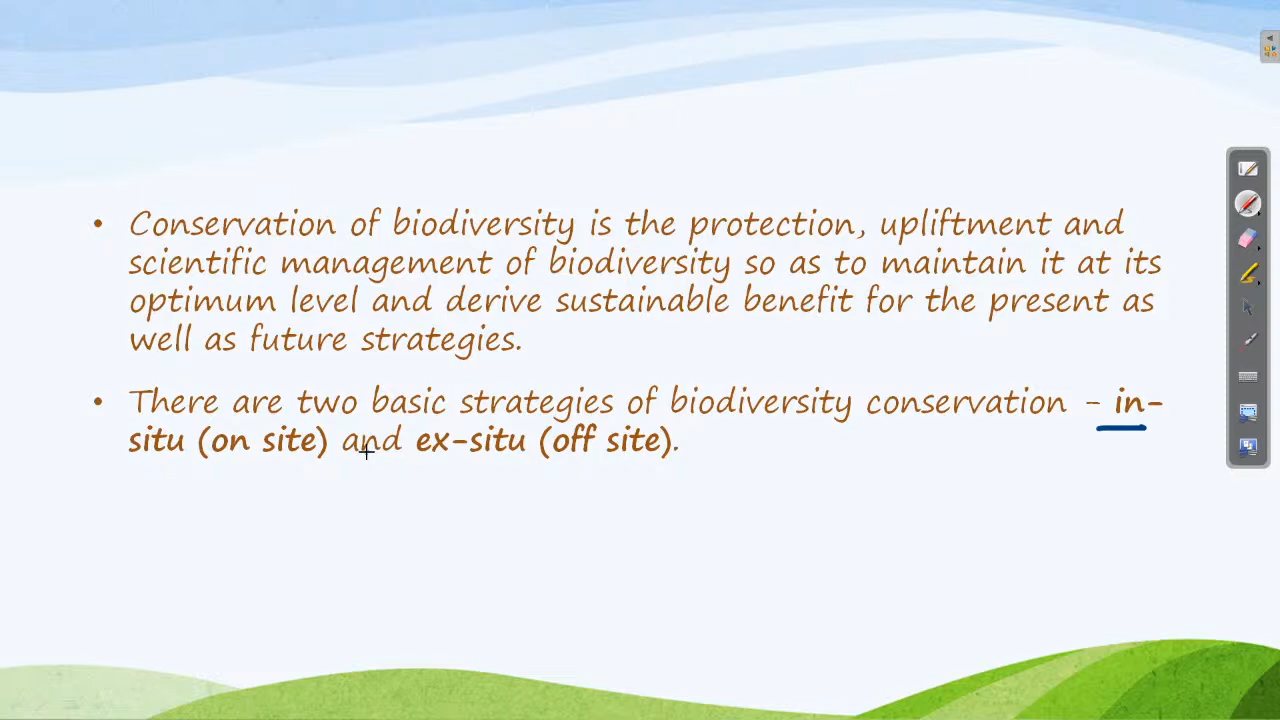 • Conservation of biodiversity is the protection, upliftment and
scientific management of biodiversity so as to maintain it at its
optimum level and derive sustainable benefit for the present as
well as future strategies.
• There are two basic strategies of biodiversity conservation – in-
situ (on site) and ex-situ (off site).